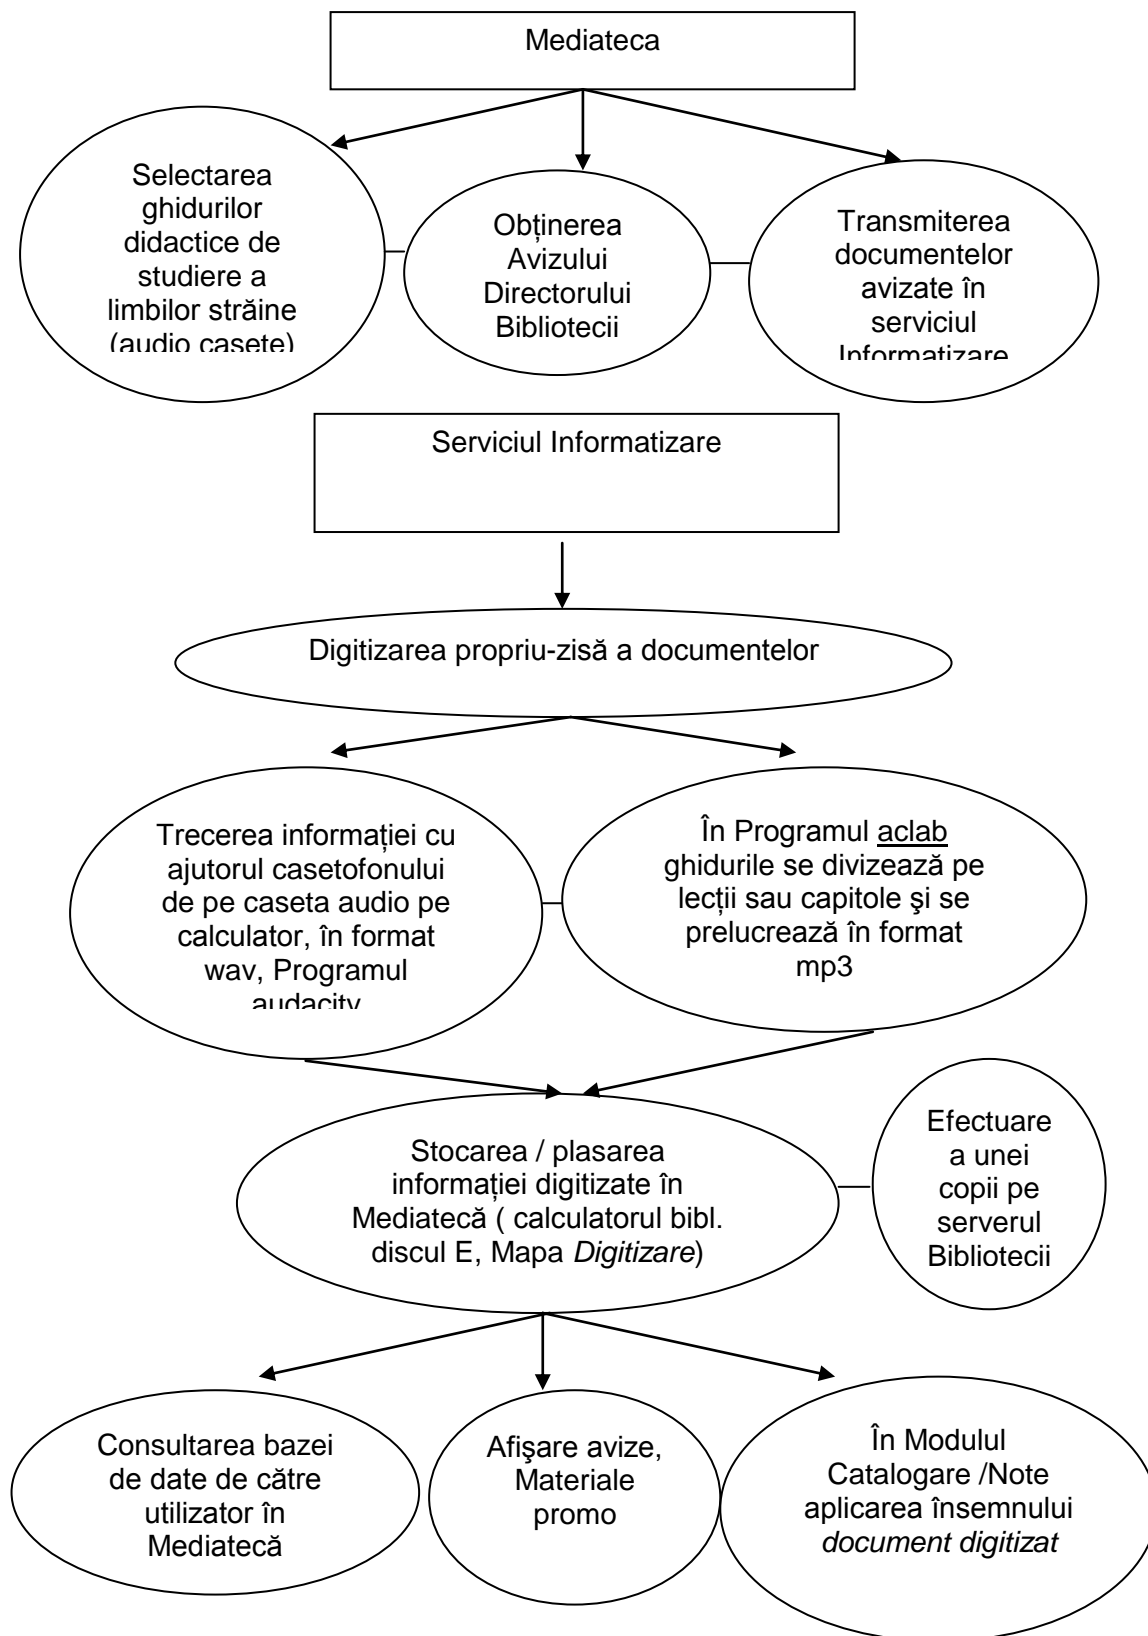 Mediateca
Selectarea
ghidurilor
didactice de
studiere a
limbilor străine
(audio casete)
Obținerea
Avizului
Directorului
Bibliotecii
Transmiterea
documentelor
avizate în
serviciul
Informatizare
Serviciul Informatizare
Digitizarea propriu-zisă a documentelor
Trecerea informației cu
ajutorul casetofonului
de pe caseta audio pe
calculator, în format
wav, Programul
audacity
În Programul aclab
ghidurile se divizează pe
lecții sau capitole şi se
prelucrează în format
mp3
Stocarea / plasarea
informației digitizate în
Mediatecă ( calculatorul bibl.
discul E, Mapa Digitizare)
Efectuare
a unei
copii pe
serverul
Bibliotecii
Consultarea bazei
de date de către
utilizator în
Mediatecă
Afişare avize,
Materiale
promo
În Modulul
Catalogare /Note
aplicarea însemnului
document digitizat